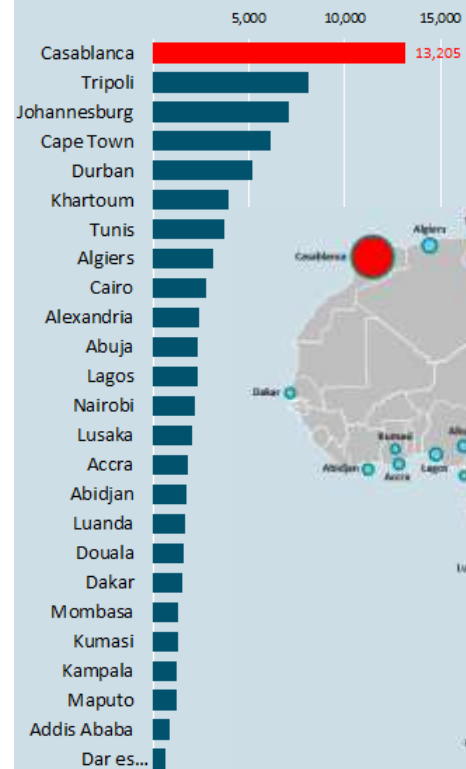 5,000 10,000 15,000
Casablanca 13,205
Tripoli
Johannesburg
Cape Town
Durban
Khartoum
Tunis
Algiers
Cairo
Alexandria
Abuja
Lagos
Nairobi
Lusaka
Accra
Abidjan
Luanda
Douala
Dakar
Mombasa
Kumasi
Kampala
Maputo
Addis Ababa
Dar es...
Algiers
Casablanca
Dakar
Kumasi
Abidjan
Accra
Lagos